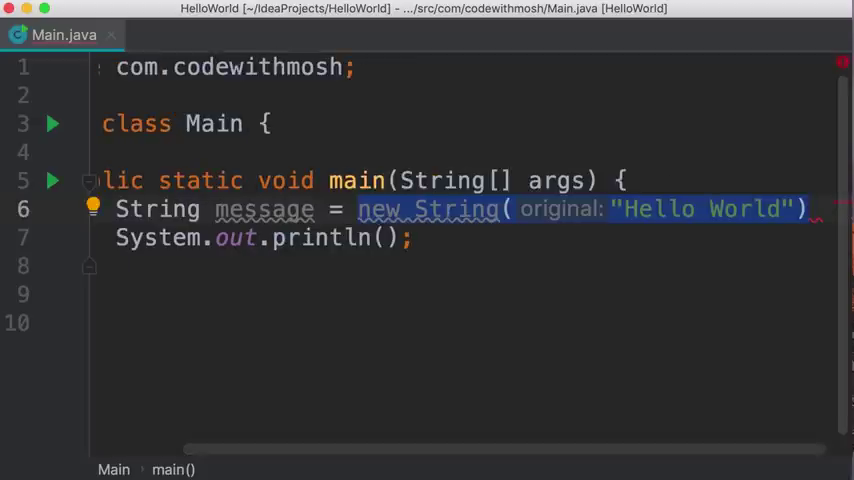 HelloWorld [~/IdeaProjects/HelloWorld] - .../src/com/codewithmosh/Main.java [HelloWorld]
Main.java
1 com.codewithmosh;
2
3 class Main {
4
5 lic static void main(String[] args) {
6 String message = new String( original: "Hello World")
7 System.out.println();
8
9
10
Main › main()